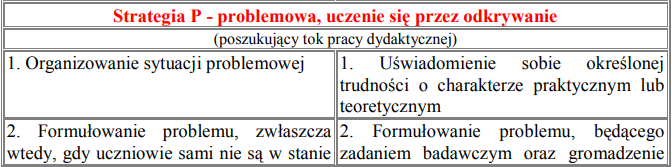 Strategia P - problemowa, uczenie się przez odkrywanie
(poszukujący tok pracy dydaktycznej)
1. Organizowanie sytuacji problemowej
1. Uświadomienie sobie określonej
trudności o charakterze praktycznym lub
teoretycznym
2. Formułowanie problemu, zwłaszcza
wtedy, gdy uczniowie sami nie są w stanie
2. Formułowanie problemu, będącego
zadaniem badawczym oraz gromadzenie